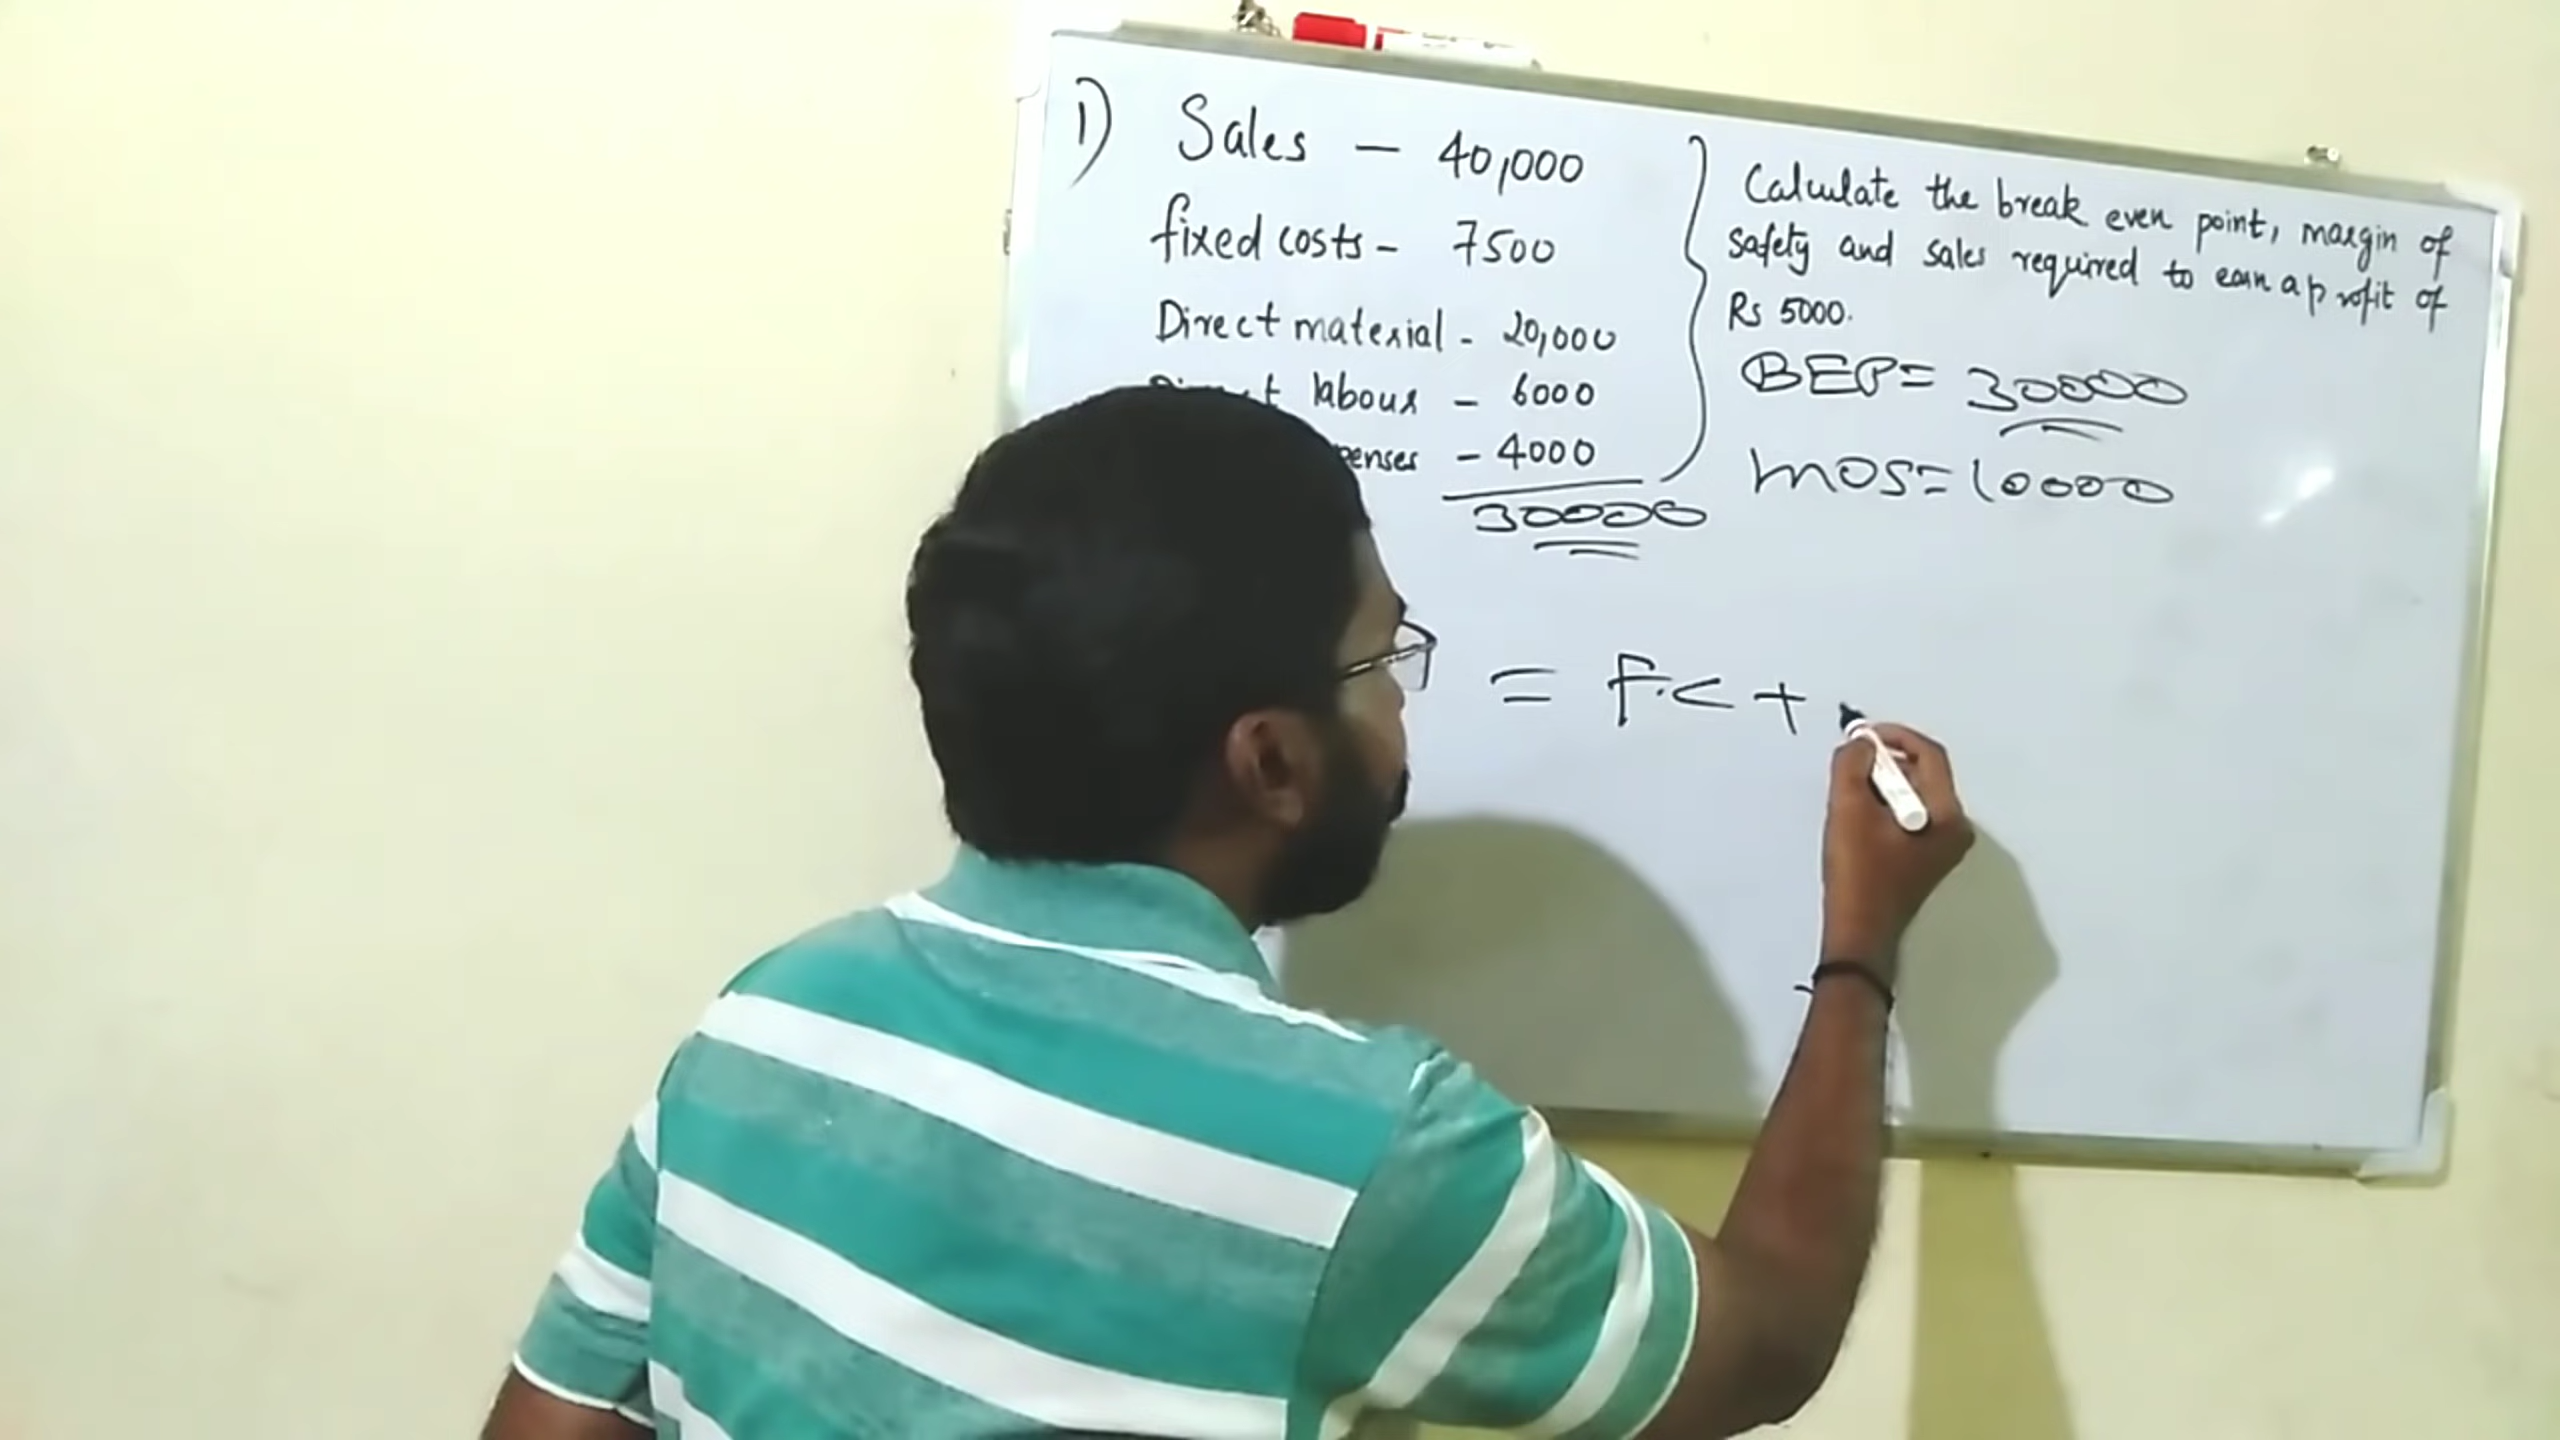 1) Sales - 40,000
fixed costs - 7500
Direct material - 20,000
labour - 6000
- 4000
30000
Calculate the break even point, margin of
safety and sales required to earn a profit of
Rs 5000.
BEP = 30000
MOS = 10000
= F.C +